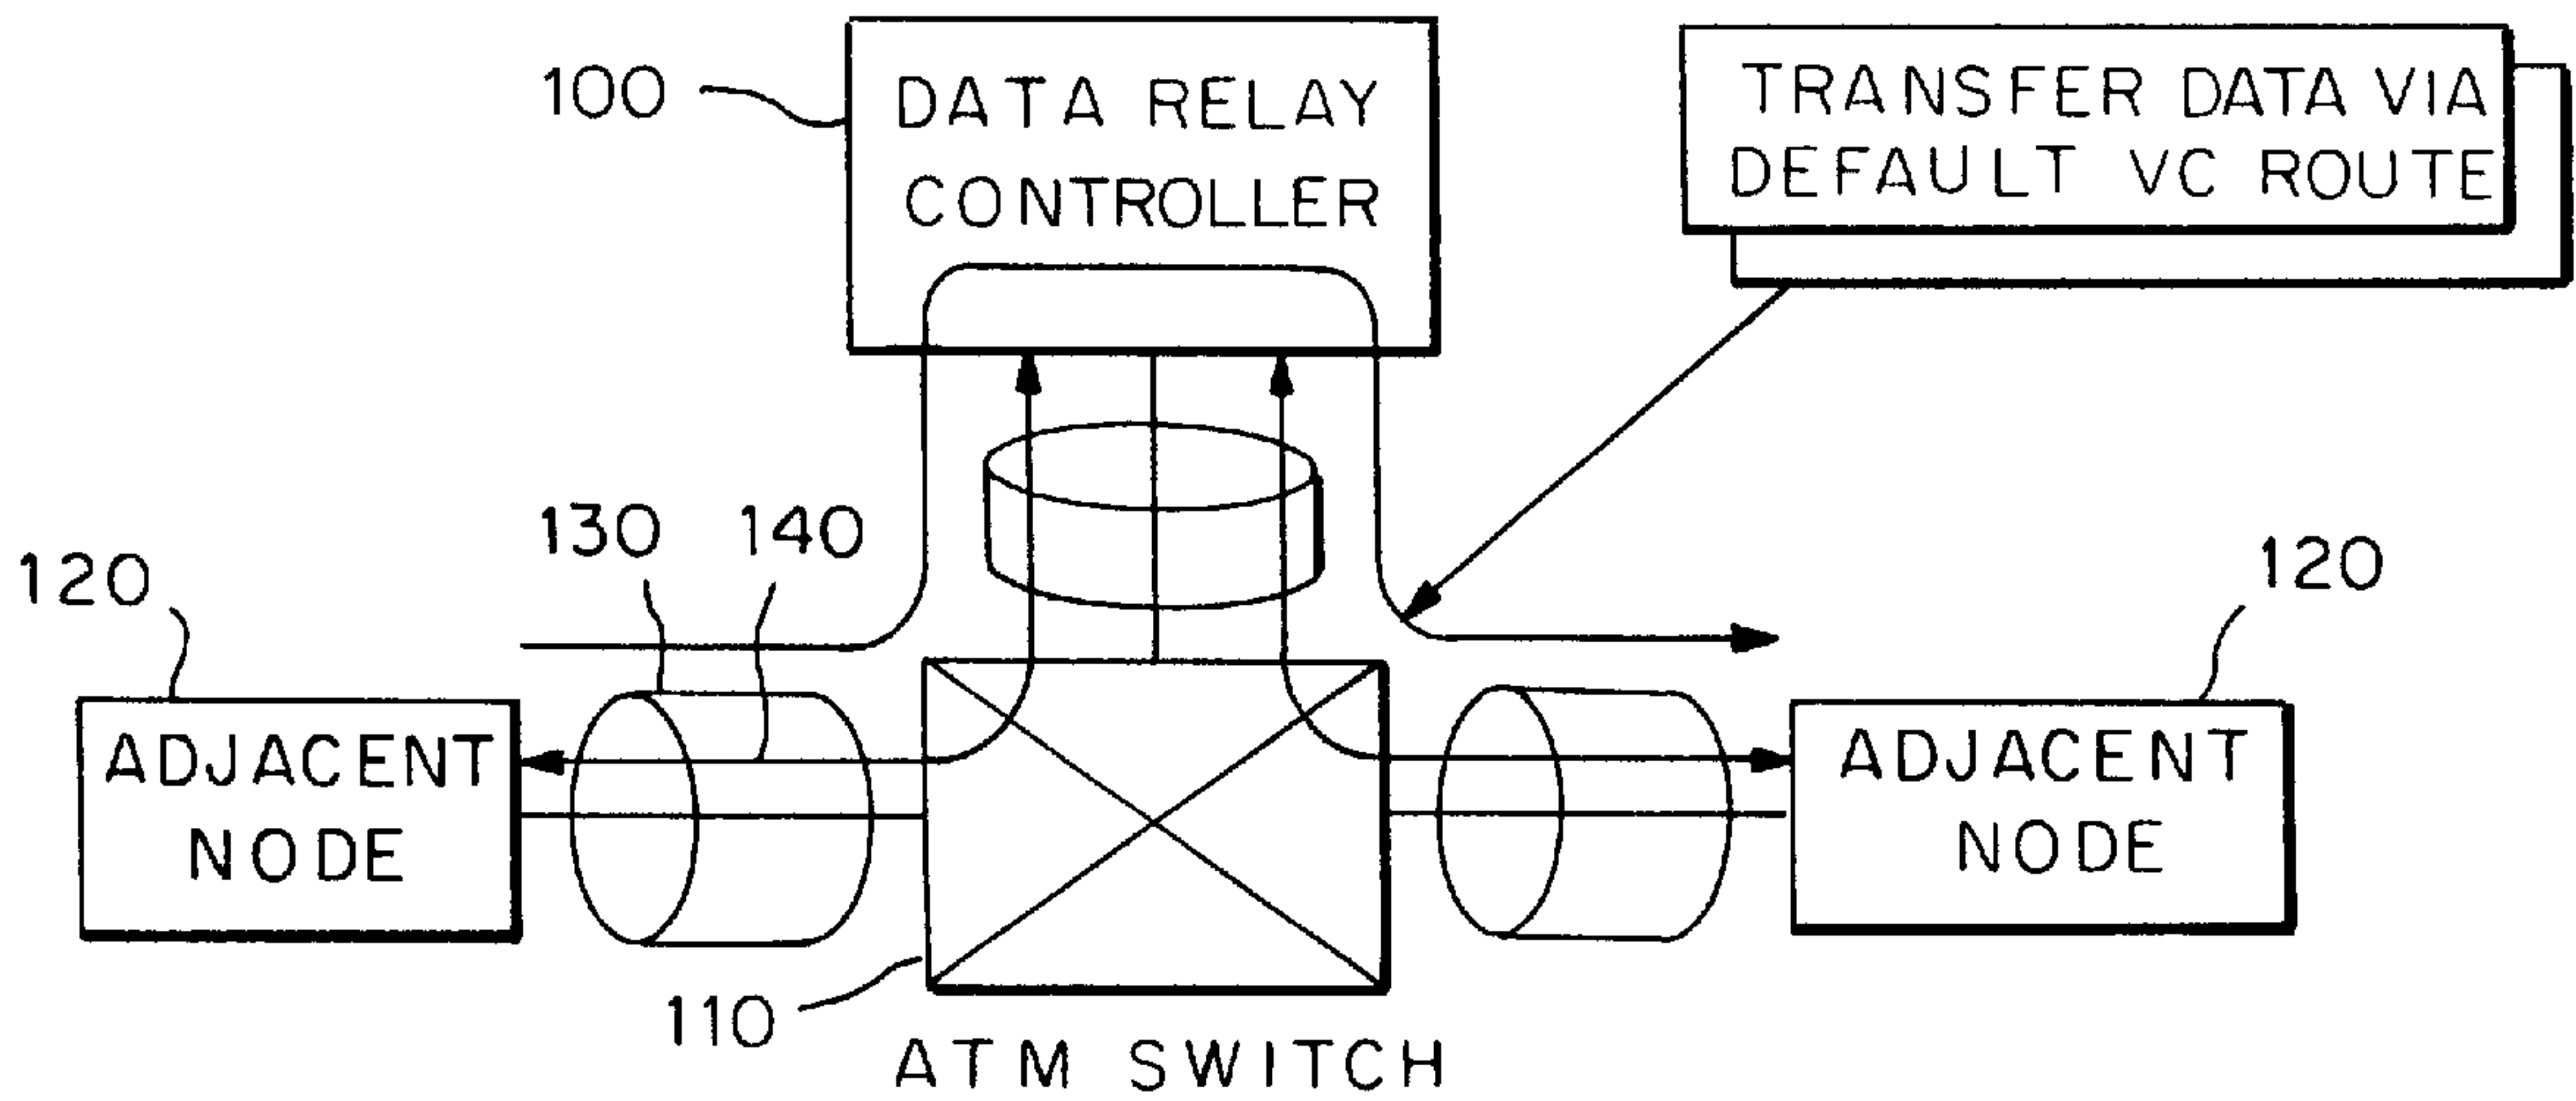 100
DATA RELAY
CONTROLLER
TRANSFER DATA VIA
DEFAULT VC ROUTE
120
130
140
120
ADJACENT
NODE
ADJACENT
NODE
110
ATM SWITCH